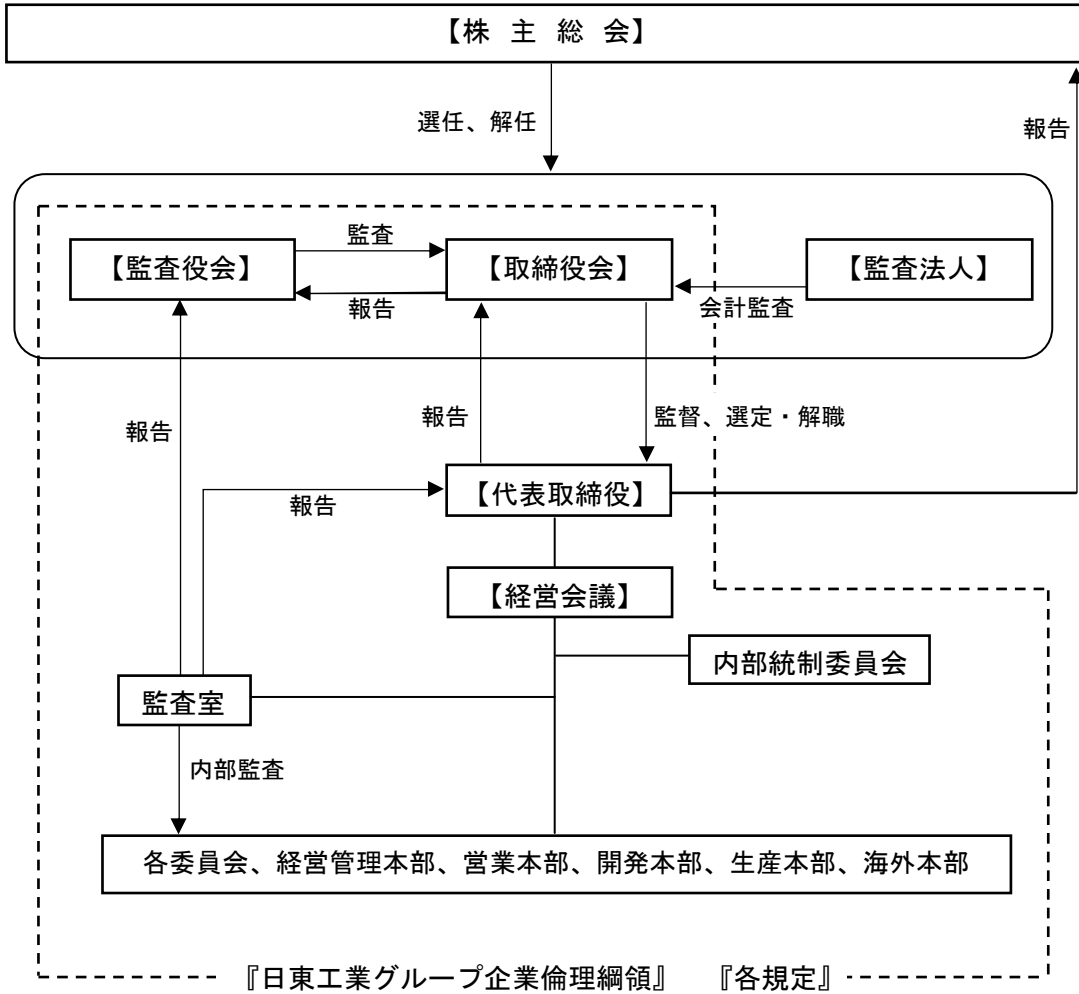 【株 主 総 会】
選任、解任
報告
監査
【監査役会】
【取締役会】
【監査法人】
報告
会計監査
報告
報告
監督、選定・解職
報告
【代表取締役】
【経営会議】
内部統制委員会
監査室
内部監査
各委員会、経営管理本部、営業本部、開発本部、生産本部、海外本部
『日東工業グループ企業倫理綱領』 『各規定』